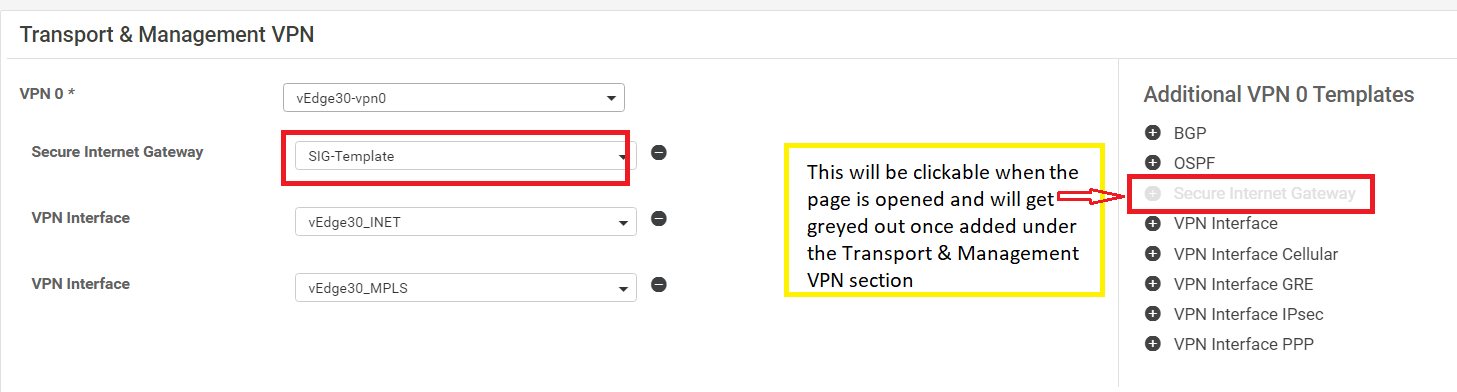 Transport & Management VPN
VPN 0 *
vEdge30-vpn0
Secure Internet Gateway
SIG-Template
VPN Interface
vEdge30_INET
VPN Interface
vEdge30_MPLS
This will be clickable when the
page is opened and will get
greyed out once added under
the Transport & Management
VPN section
Additional VPN 0 Templates
BGP
OSPF
Secure Internet Gateway
VPN Interface
VPN Interface Cellular
VPN Interface GRE
VPN Interface IPsec
VPN Interface PPP